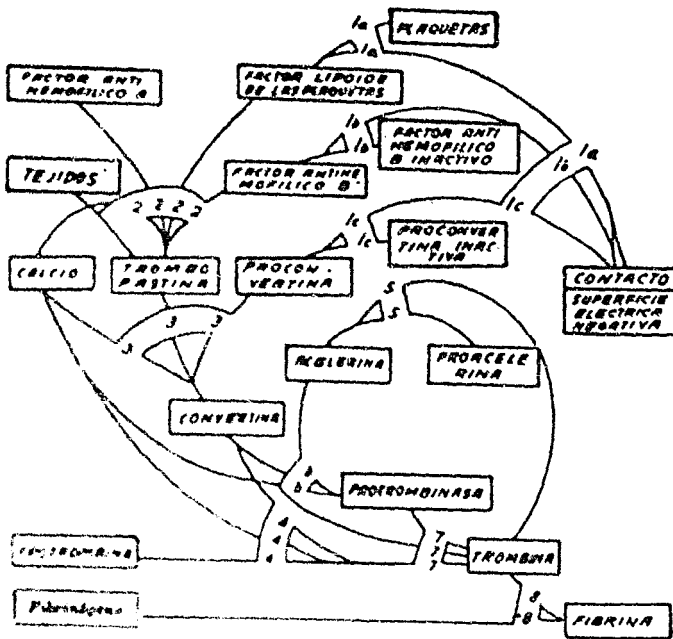 1a
PLAQUETAS
1a
FACTOR ANTI
HEMOFILICO A
FACTOR LIPOIDE
DE LAS PLAQUETAS
1b
1b
FACTOR ANTI
HEMOFILICO
B INACTIVO
1a
1b
1c
TEJIDOS
FACTOR ANTIHE
MOFILICO B
2 2 2 2
1c
1c
PROCONVER
TINA INAC
TIVA
CALCIO
TROMBO
PASTINA
PROCON-
VERTINA
CONTACTO
SUPERFICIE
ELECTRICA
NEGATIVA
5
5
3
3
3
ACELERINA
PROACELE
RINA
CONVERTINA
6
PROTROMBINASA
4
4
4
7
7
7
TROMBINA
Fibrinógeno
8
8
FIBRINA